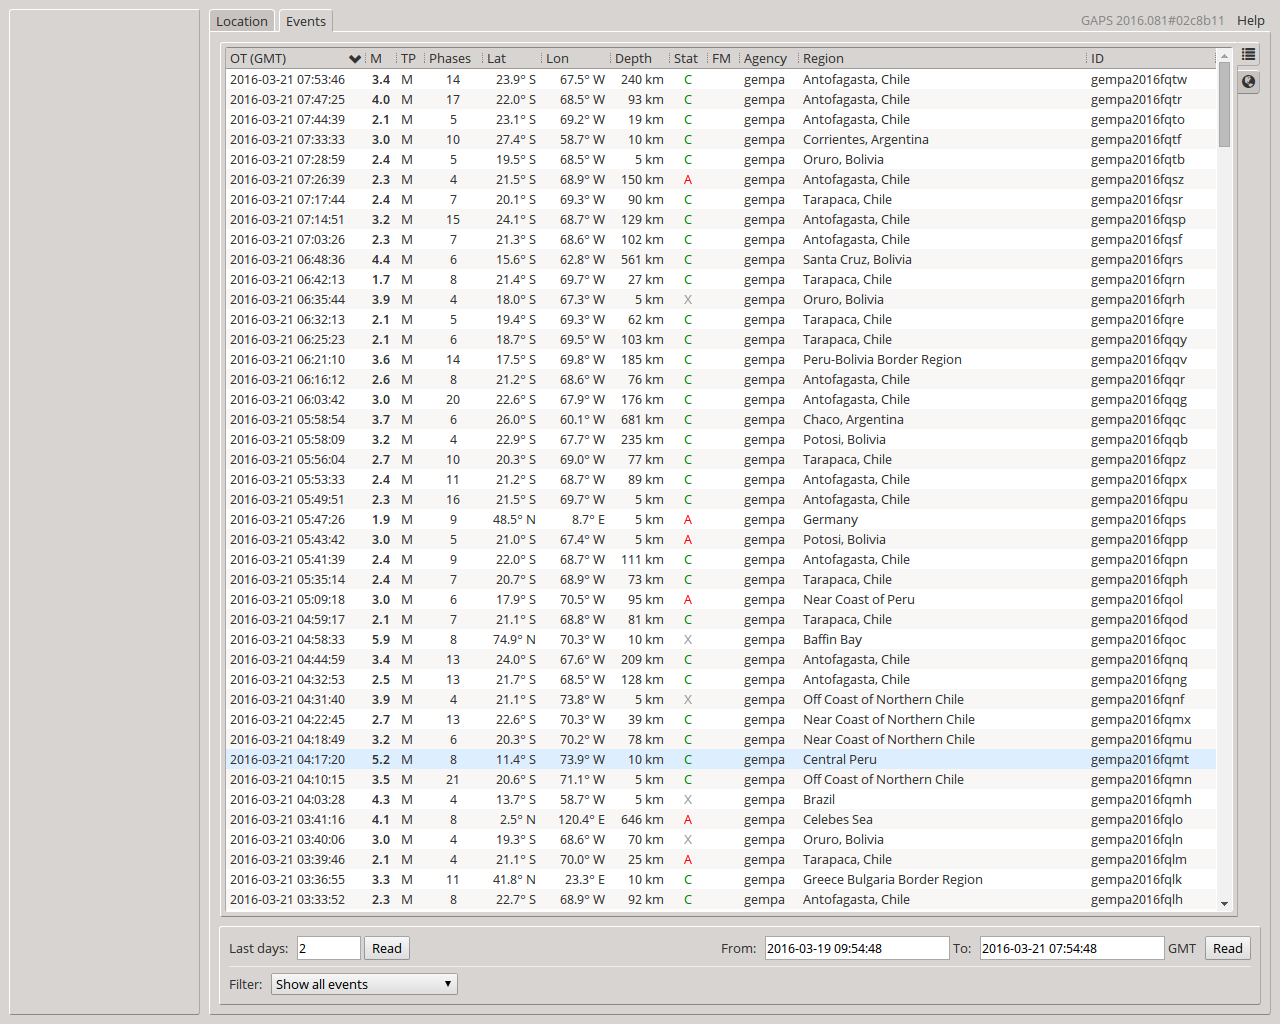 Location Events GAPS 2016.081#02c8b11 Help
OT (GMT) M TP Phases Lat Lon Depth Stat FM Agency Region ID
2016-03-21 07:53:46 3.4 M 14 23.9° S 67.5° W 240 km C gempa Antofagasta, Chile gempa2016fqtw
2016-03-21 07:47:25 4.0 M 17 22.0° S 68.5° W 93 km C gempa Antofagasta, Chile gempa2016fqtr
2016-03-21 07:44:39 2.1 M 5 23.1° S 69.2° W 19 km C gempa Antofagasta, Chile gempa2016fqto
2016-03-21 07:33:33 3.0 M 10 27.4° S 58.7° W 10 km C gempa Corrientes, Argentina gempa2016fqtf
2016-03-21 07:28:59 2.4 M 5 19.5° S 68.5° W 5 km C gempa Oruro, Bolivia gempa2016fqtb
2016-03-21 07:26:39 2.3 M 4 21.5° S 68.9° W 150 km A gempa Antofagasta, Chile gempa2016fqsz
2016-03-21 07:17:44 2.4 M 7 20.1° S 69.3° W 90 km C gempa Tarapaca, Chile gempa2016fqsr
2016-03-21 07:14:51 3.2 M 15 24.1° S 68.7° W 129 km C gempa Antofagasta, Chile gempa2016fqsp
2016-03-21 07:03:26 2.3 M 7 21.3° S 68.6° W 102 km C gempa Antofagasta, Chile gempa2016fqsf
2016-03-21 06:48:36 4.4 M 6 15.6° S 62.8° W 561 km C gempa Santa Cruz, Bolivia gempa2016fqrs
2016-03-21 06:42:13 1.7 M 8 21.4° S 69.7° W 27 km C gempa Tarapaca, Chile gempa2016fqrn
2016-03-21 06:35:44 3.9 M 4 18.0° S 67.3° W 5 km X gempa Oruro, Bolivia gempa2016fqrh
2016-03-21 06:32:13 2.1 M 5 19.4° S 69.3° W 62 km C gempa Tarapaca, Chile gempa2016fqre
2016-03-21 06:25:23 2.1 M 6 18.7° S 69.5° W 103 km C gempa Tarapaca, Chile gempa2016fqqy
2016-03-21 06:21:10 3.6 M 14 17.5° S 69.8° W 185 km C gempa Peru-Bolivia Border Region gempa2016fqqv
2016-03-21 06:16:12 2.6 M 8 21.2° S 68.6° W 76 km C gempa Antofagasta, Chile gempa2016fqqr
2016-03-21 06:03:42 3.0 M 20 22.6° S 67.9° W 176 km C gempa Antofagasta, Chile gempa2016fqqg
2016-03-21 05:58:54 3.7 M 6 26.0° S 60.1° W 681 km C gempa Chaco, Argentina gempa2016fqqc
2016-03-21 05:58:09 3.2 M 4 22.9° S 67.7° W 235 km C gempa Potosi, Bolivia gempa2016fqqb
2016-03-21 05:56:04 2.7 M 10 20.3° S 69.0° W 77 km C gempa Tarapaca, Chile gempa2016fqpz
2016-03-21 05:53:33 2.4 M 11 21.2° S 68.7° W 89 km C gempa Antofagasta, Chile gempa2016fqpx
2016-03-21 05:49:51 2.3 M 16 21.5° S 69.7° W 5 km C gempa Antofagasta, Chile gempa2016fqpu
2016-03-21 05:47:26 1.9 M 9 48.5° N 8.7° E 5 km A gempa Germany gempa2016fqps
2016-03-21 05:43:42 3.0 M 5 21.0° S 67.4° W 5 km A gempa Potosi, Bolivia gempa2016fqpp
2016-03-21 05:41:39 2.4 M 9 22.0° S 68.7° W 111 km C gempa Antofagasta, Chile gempa2016fqpn
2016-03-21 05:35:14 2.4 M 7 20.7° S 68.9° W 73 km C gempa Tarapaca, Chile gempa2016fqph
2016-03-21 05:09:18 3.0 M 6 17.9° S 70.5° W 95 km A gempa Near Coast of Peru gempa2016fqol
2016-03-21 04:59:17 2.1 M 7 21.1° S 68.8° W 81 km C gempa Tarapaca, Chile gempa2016fqod
2016-03-21 04:58:33 5.9 M 8 74.9° N 70.3° W 10 km X gempa Baffin Bay gempa2016fqoc
2016-03-21 04:44:59 3.4 M 13 24.0° S 67.6° W 209 km C gempa Antofagasta, Chile gempa2016fqnq
2016-03-21 04:32:53 2.5 M 13 21.7° S 68.5° W 128 km C gempa Antofagasta, Chile gempa2016fqng
2016-03-21 04:31:40 3.9 M 4 21.1° S 73.8° W 5 km X gempa Off Coast of Northern Chile gempa2016fqnf
2016-03-21 04:22:45 2.7 M 13 22.6° S 70.3° W 39 km C gempa Near Coast of Northern Chile gempa2016fqmx
2016-03-21 04:18:49 3.2 M 6 20.3° S 70.2° W 78 km C gempa Near Coast of Northern Chile gempa2016fqmu
2016-03-21 04:17:20 5.2 M 8 11.4° S 73.9° W 10 km C gempa Central Peru gempa2016fqmt
2016-03-21 04:10:15 3.5 M 21 20.6° S 71.1° W 5 km C gempa Off Coast of Northern Chile gempa2016fqmn
2016-03-21 04:03:28 4.3 M 4 13.7° S 58.7° W 5 km X gempa Brazil gempa2016fqmh
2016-03-21 03:41:16 4.1 M 8 2.5° N 120.4° E 646 km A gempa Celebes Sea gempa2016fqlo
2016-03-21 03:40:06 3.0 M 4 19.3° S 68.6° W 70 km X gempa Oruro, Bolivia gempa2016fqln
2016-03-21 03:39:46 2.1 M 4 21.1° S 70.0° W 25 km A gempa Tarapaca, Chile gempa2016fqlm
2016-03-21 03:36:55 3.3 M 11 41.8° N 23.3° E 10 km C gempa Greece Bulgaria Border Region gempa2016fqlk
2016-03-21 03:33:52 2.3 M 8 22.7° S 68.9° W 92 km C gempa Antofagasta, Chile gempa2016fqlh
Last days: 2 Read From: 2016-03-19 09:54:48 To: 2016-03-21 07:54:48 GMT Read
Filter: Show all events